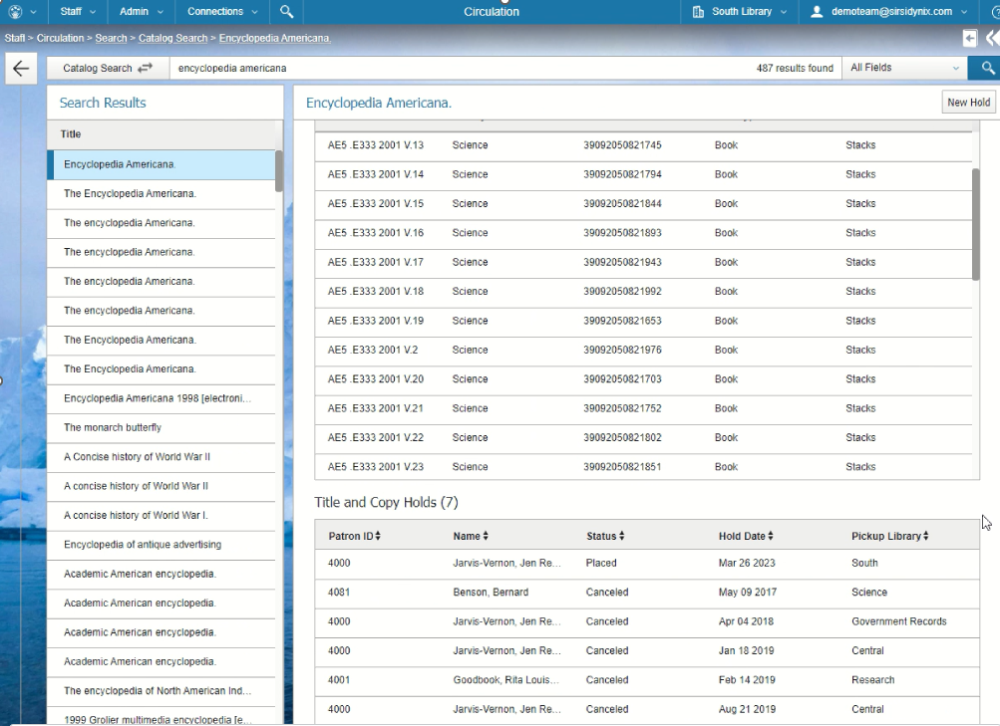 Staff Admin Connections Circulation South Library demoteam@sirsidynix.com
Staff > Circulation > Search > Catalog Search > Encyclopedia Americana.
Catalog Search encyclopedia americana 487 results found All Fields
Search Results
Title
Encyclopedia Americana.
The Encyclopedia Americana.
The encyclopedia Americana.
The encyclopedia Americana.
The encyclopedia Americana.
The encyclopedia Americana.
The Encyclopedia Americana.
The Encyclopedia Americana.
Encyclopedia Americana 1998 [electroni...
The monarch butterfly
A Concise history of World War II
A concise history of World War II
A concise history of World War I.
Encyclopedia of antique advertising
Academic American encyclopedia.
Academic American encyclopedia.
Academic American encyclopedia.
Academic American encyclopedia.
The encyclopedia of North American Ind...
1999 Grolier multimedia encyclopedia [e...
Encyclopedia Americana. New Hold
AE5 .E333 2001 V.13 Science 39092050821745 Book Stacks
AE5 .E333 2001 V.14 Science 39092050821794 Book Stacks
AE5 .E333 2001 V.15 Science 39092050821844 Book Stacks
AE5 .E333 2001 V.16 Science 39092050821893 Book Stacks
AE5 .E333 2001 V.17 Science 39092050821943 Book Stacks
AE5 .E333 2001 V.18 Science 39092050821992 Book Stacks
AE5 .E333 2001 V.19 Science 39092050821653 Book Stacks
AE5 .E333 2001 V.2 Science 39092050821976 Book Stacks
AE5 .E333 2001 V.20 Science 39092050821703 Book Stacks
AE5 .E333 2001 V.21 Science 39092050821752 Book Stacks
AE5 .E333 2001 V.22 Science 39092050821802 Book Stacks
AE5 .E333 2001 V.23 Science 39092050821851 Book Stacks
Title and Copy Holds (7)
Patron ID Name Status Hold Date Pickup Library
4000 Jarvis-Vernon, Jen Re... Placed Mar 26 2023 South
4081 Benson, Bernard Canceled May 09 2017 Science
4000 Jarvis-Vernon, Jen Re... Canceled Apr 04 2018 Government Records
4000 Jarvis-Vernon, Jen Re... Canceled Jan 18 2019 Central
4001 Goodbook, Rita Louis... Canceled Feb 14 2019 Research
4000 Jarvis-Vernon, Jen Re... Canceled Aug 21 2019 Central